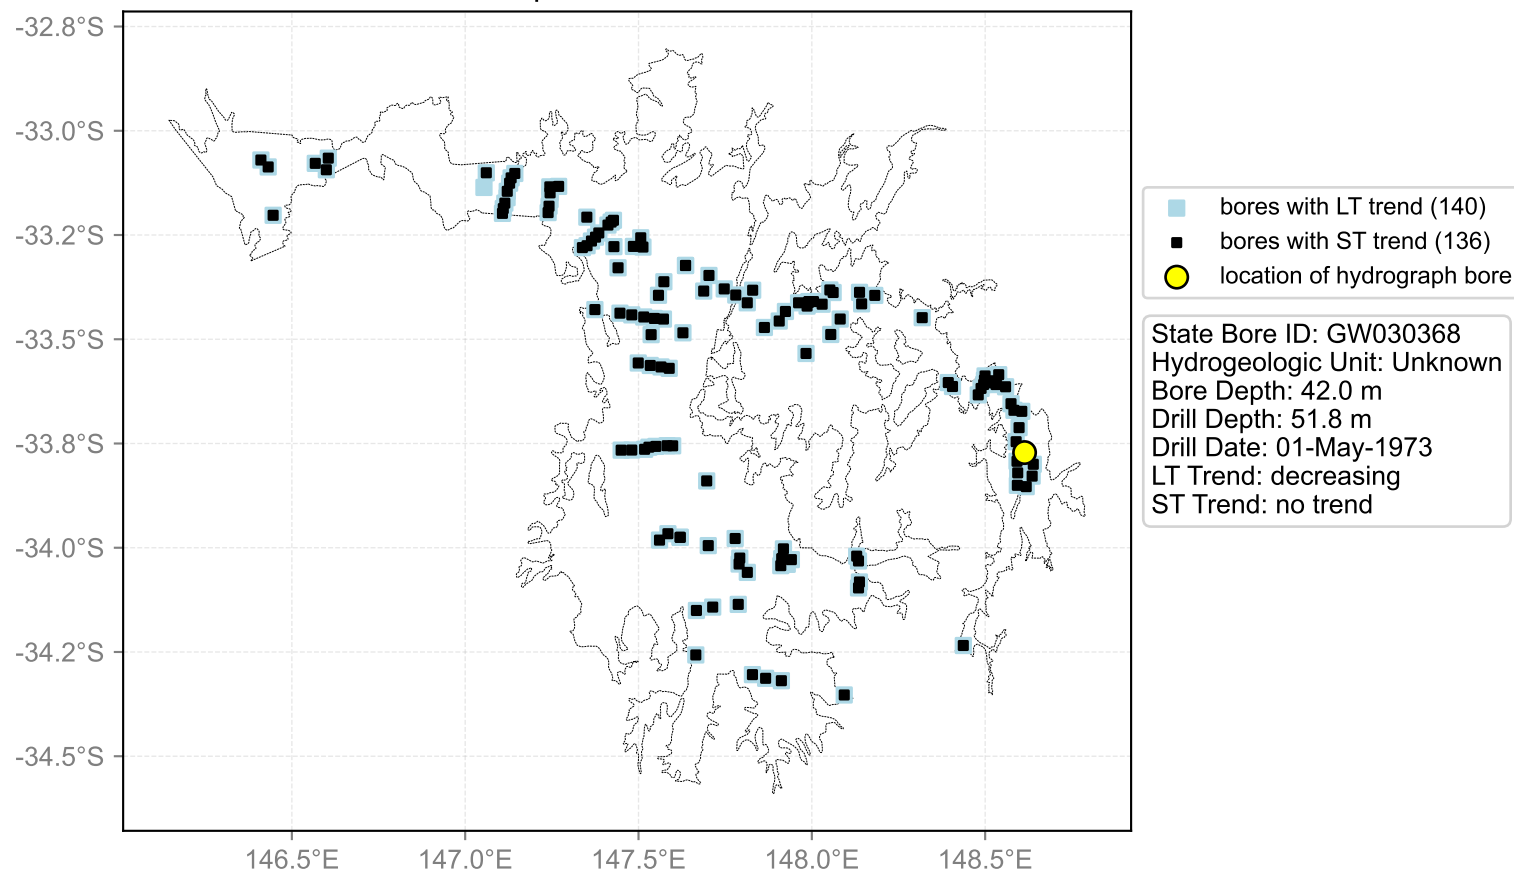 -32.8°S
-33.0°S
-33.2°S
-33.5°S
-33.8°S
-34.0°S
-34.2°S
-34.5°S
146.5°E
147.0°E
147.5°E
148.0°E
148.5°E
bores with LT trend (140)
bores with ST trend (136)
location of hydrograph bore
State Bore ID: GW030368
Hydrogeologic Unit: Unknown
Bore Depth: 42.0 m
Drill Depth: 51.8 m
Drill Date: 01-May-1973
LT Trend: decreasing
ST Trend: no trend